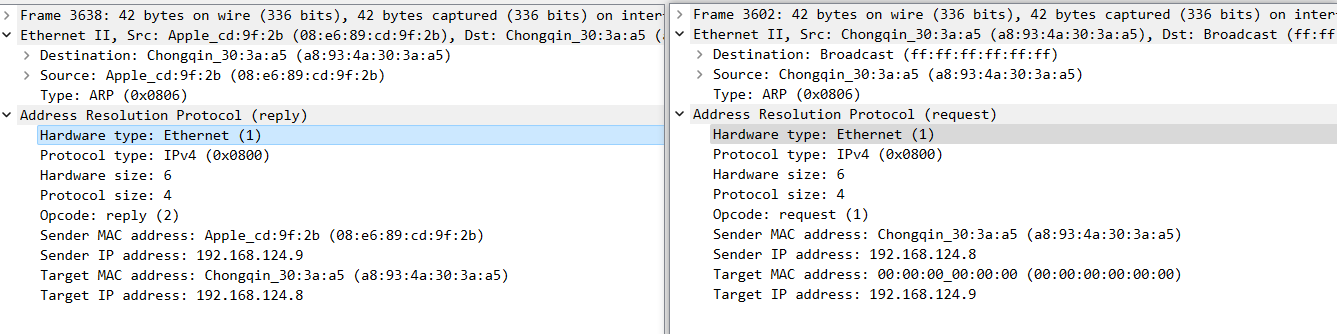 Frame 3638: 42 bytes on wire (336 bits), 42 bytes captured (336 bits) on inter
Ethernet II, Src: Apple_cd:9f:2b (08:e6:89:cd:9f:2b), Dst: Chongqin_30:3a:a5 (
Destination: Chongqin_30:3a:a5 (a8:93:4a:30:3a:a5)
Source: Apple_cd:9f:2b (08:e6:89:cd:9f:2b)
Type: ARP (0x0806)
Address Resolution Protocol (reply)
Hardware type: Ethernet (1)
Protocol type: IPv4 (0x0800)
Hardware size: 6
Protocol size: 4
Opcode: reply (2)
Sender MAC address: Apple_cd:9f:2b (08:e6:89:cd:9f:2b)
Sender IP address: 192.168.124.9
Target MAC address: Chongqin_30:3a:a5 (a8:93:4a:30:3a:a5)
Target IP address: 192.168.124.8
Frame 3602: 42 bytes on wire (336 bits), 42 bytes captured (336 bits) on inter
Ethernet II, Src: Chongqin_30:3a:a5 (a8:93:4a:30:3a:a5), Dst: Broadcast (ff:ff
Destination: Broadcast (ff:ff:ff:ff:ff:ff)
Source: Chongqin_30:3a:a5 (a8:93:4a:30:3a:a5)
Type: ARP (0x0806)
Address Resolution Protocol (request)
Hardware type: Ethernet (1)
Protocol type: IPv4 (0x0800)
Hardware size: 6
Protocol size: 4
Opcode: request (1)
Sender MAC address: Chongqin_30:3a:a5 (a8:93:4a:30:3a:a5)
Sender IP address: 192.168.124.8
Target MAC address: 00:00:00_00:00:00 (00:00:00:00:00:00)
Target IP address: 192.168.124.9